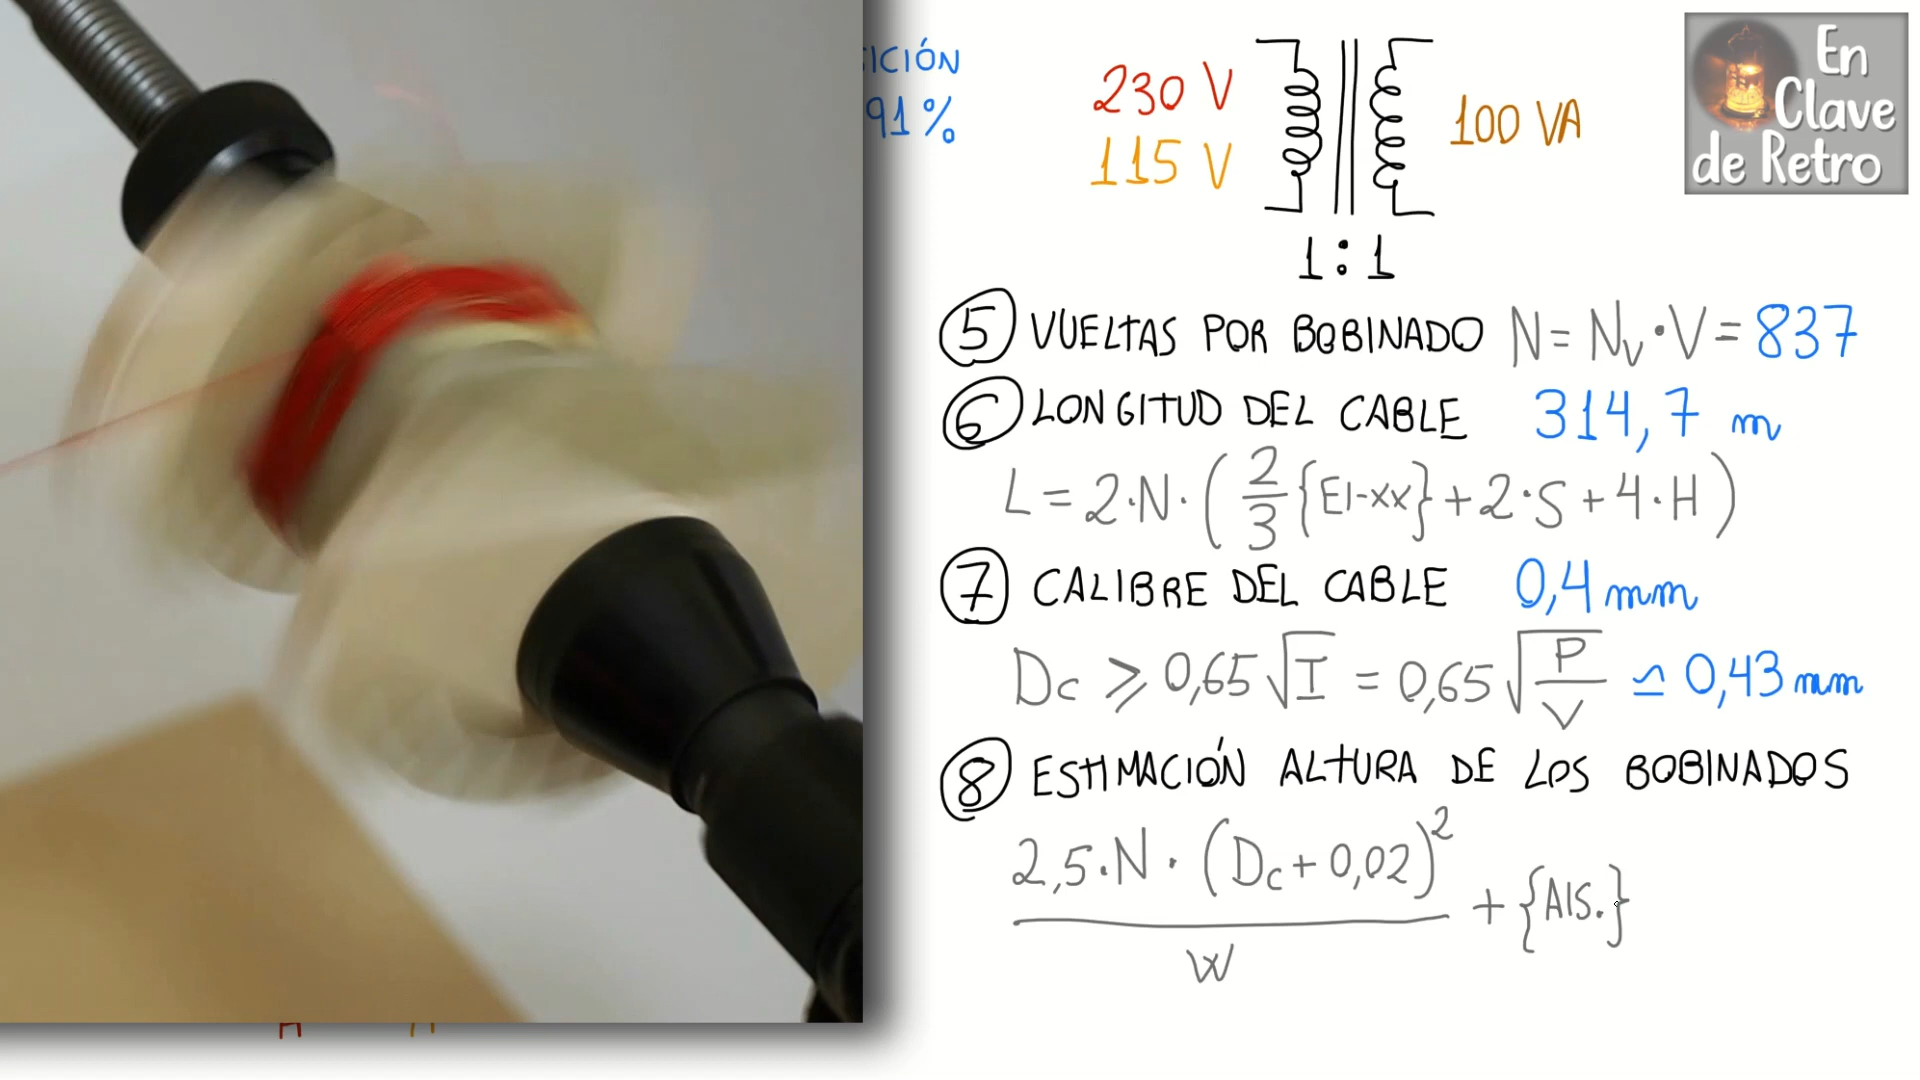 ICIÓN
91%
230 V
115 V
100 VA
1:1
En
Clave
de Retro
5 VUELTAS POR BOBINADO N = Nv · V = 837
6 LONGITUD DEL CABLE 314,7 m
L = 2·N·( 2/3 {EI-XX} + 2·S + 4·H )
7 CALIBRE DEL CABLE 0,4 mm
Dc ⩾ 0,65 √I = 0,65 √P/V ≃ 0,43 mm
8 ESTIMACIÓN ALTURA DE LOS BOBINADOS
2,5·N·(Dc + 0,02)²
+ {AIS.}
W